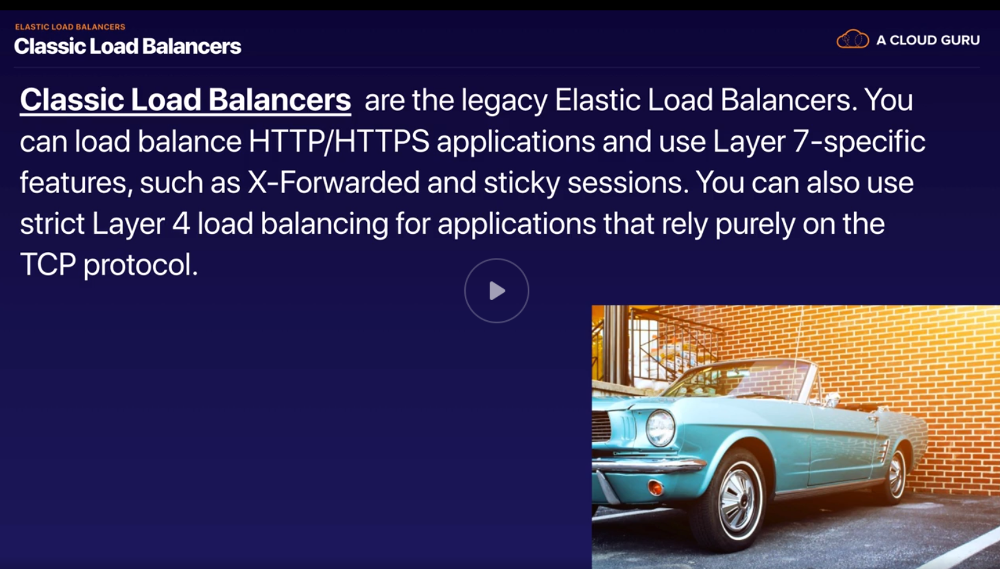 ELASTIC LOAD BALANCERS
Classic Load Balancers
A CLOUD GURU
Classic Load Balancers are the legacy Elastic Load Balancers. You
can load balance HTTP/HTTPS applications and use Layer 7-specific
features, such as X-Forwarded and sticky sessions. You can also use
strict Layer 4 load balancing for applications that rely purely on the
TCP protocol.